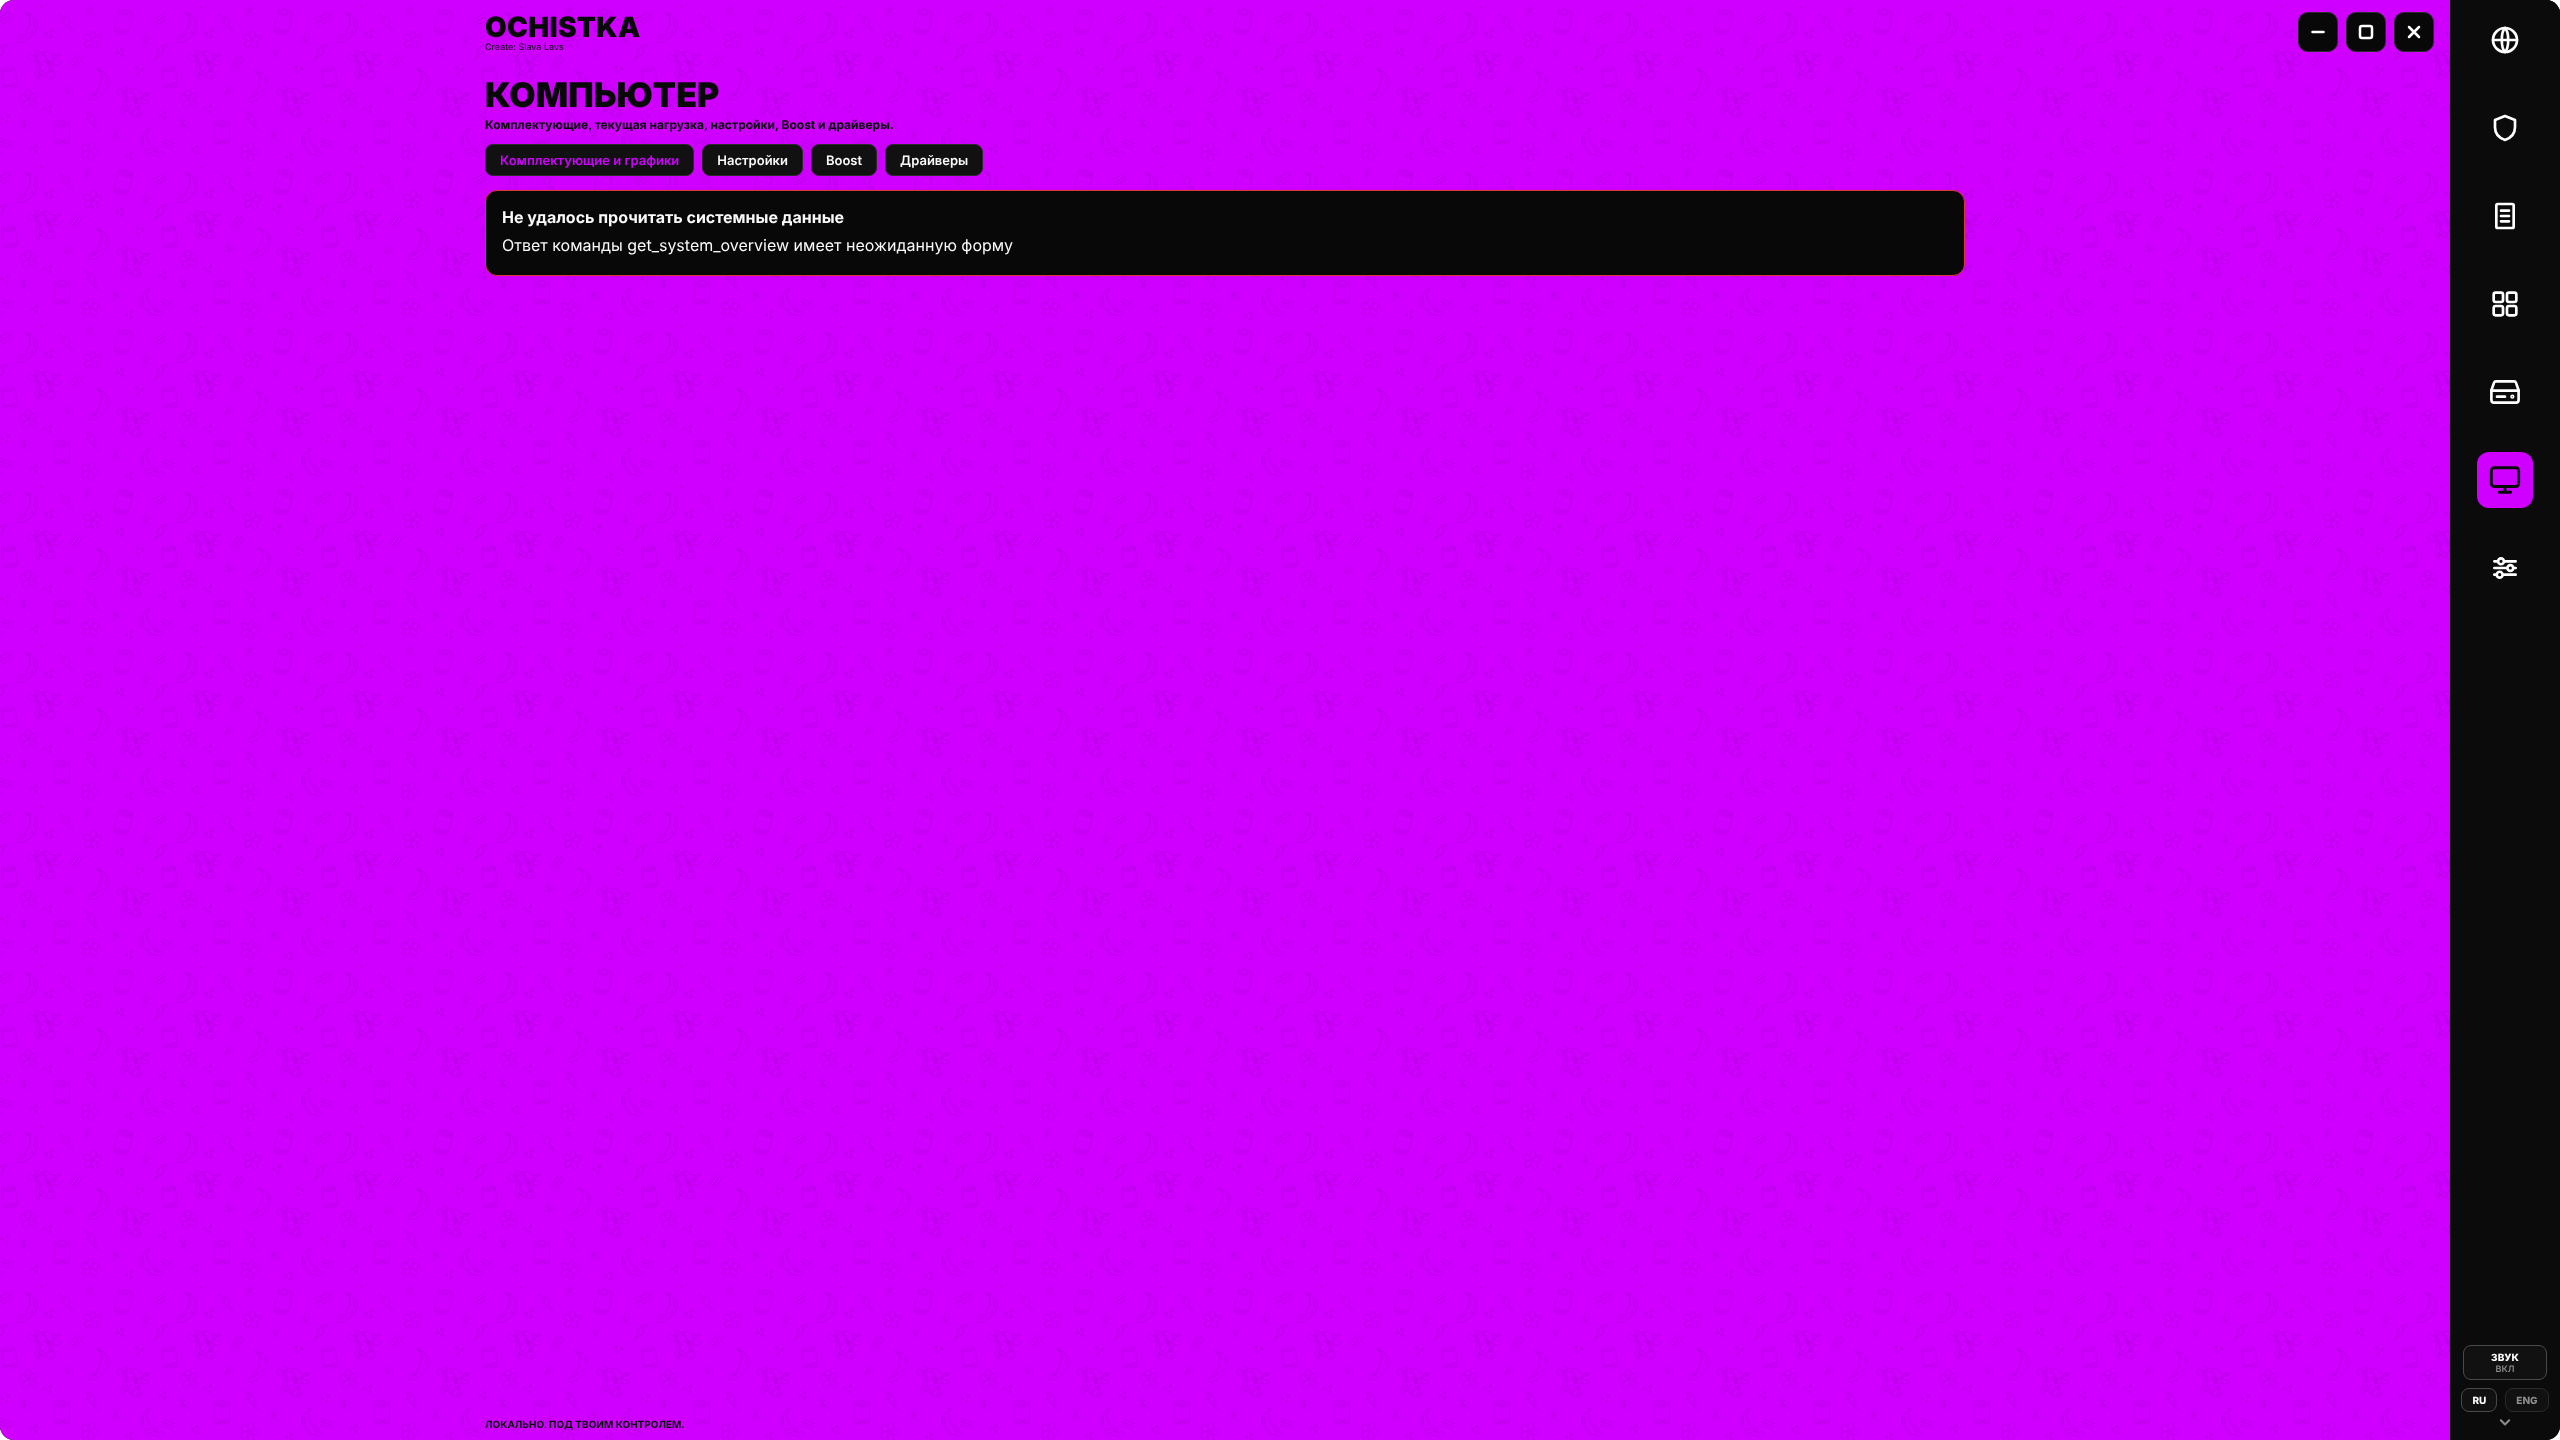 OCHISTKA
Create: Slava Lavs
КОМПЬЮТЕР
Комплектующие, текущая нагрузка, настройки, Boost и драйверы.
Комплектующие и графики
Настройки
Boost
Драйверы
Не удалось прочитать системные данные
Ответ команды get_system_overview имеет неожиданную форму
ЗВУК
ВКЛ
RU
ENG
ЛОКАЛЬНО. ПОД ТВОИМ КОНТРОЛЕМ.